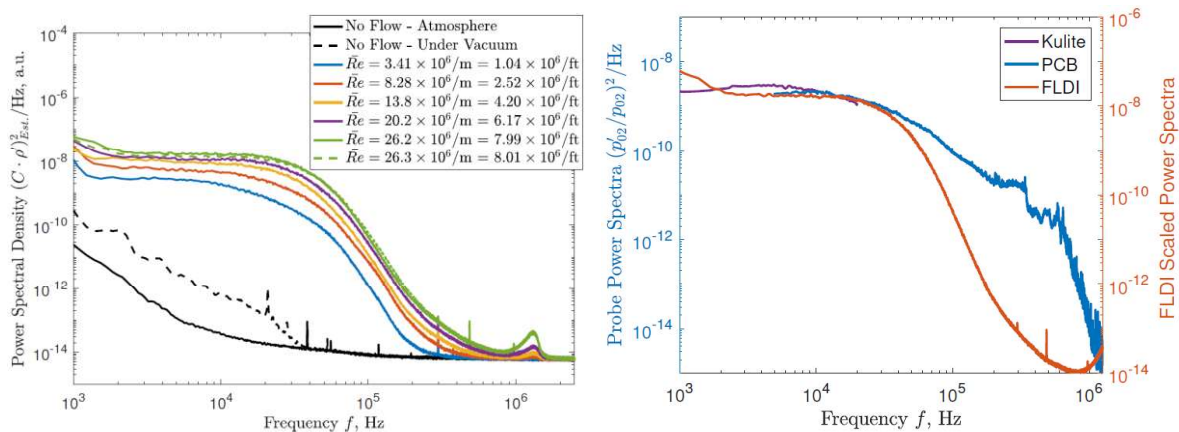 No Flow - Atmosphere
No Flow - Under Vacuum
R̄e = 3.41 × 10⁶/m = 1.04 × 10⁶/ft
R̄e = 8.28 × 10⁶/m = 2.52 × 10⁶/ft
R̄e = 13.8 × 10⁶/m = 4.20 × 10⁶/ft
R̄e = 20.2 × 10⁶/m = 6.17 × 10⁶/ft
R̄e = 26.2 × 10⁶/m = 7.99 × 10⁶/ft
R̄e = 26.3 × 10⁶/m = 8.01 × 10⁶/ft
Power Spectral Density (C · ρ′)²Est./Hz, a.u.
10⁻⁴
10⁻⁶
10⁻⁸
10⁻¹⁰
10⁻¹²
10⁻¹⁴
10³
10⁴
10⁵
10⁶
Frequency f, Hz
Kulite
PCB
FLDI
Probe Power Spectra (p′₀₂/p₀₂)²/Hz
10⁻⁸
10⁻¹⁰
10⁻¹²
10⁻¹⁴
10³
10⁴
10⁵
10⁶
Frequency f, Hz
10⁻⁶
10⁻⁸
10⁻¹⁰
10⁻¹²
10⁻¹⁴
FLDI Scaled Power Spectra